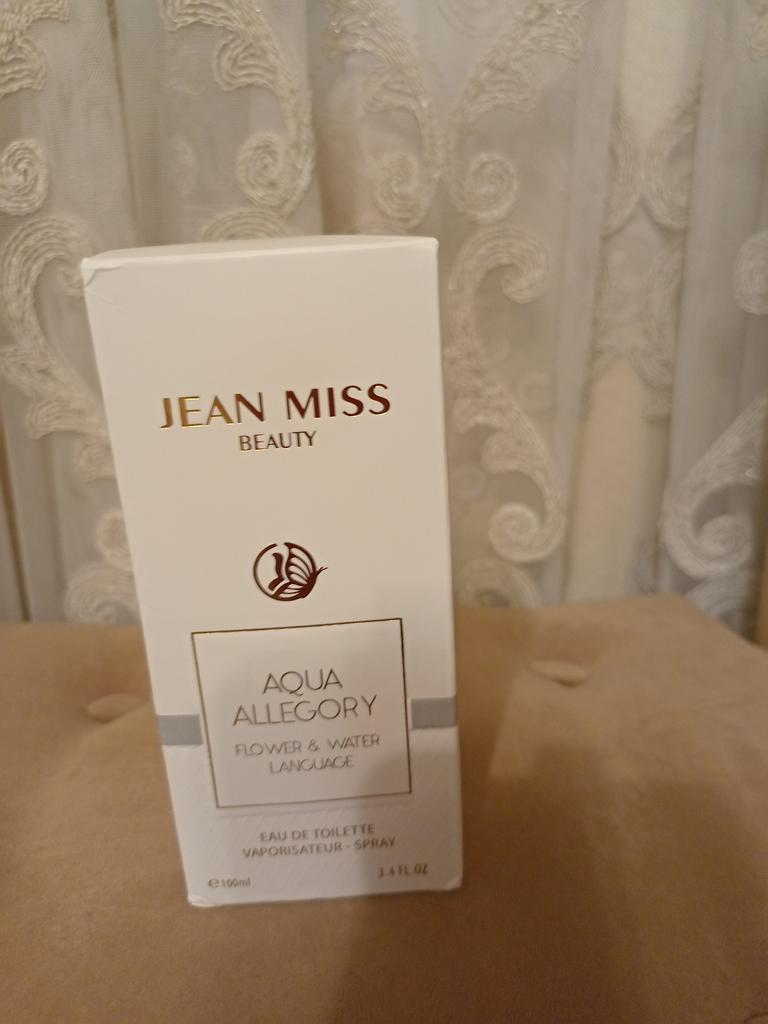 JEAN MISS
BEAUTY
AQUA
ALLEGORY
FLOWER & WATER
LANGUAGE
EAU DE TOILETTE
VAPORISATEUR - SPRAY
℮100ml
3.4 FL.OZ